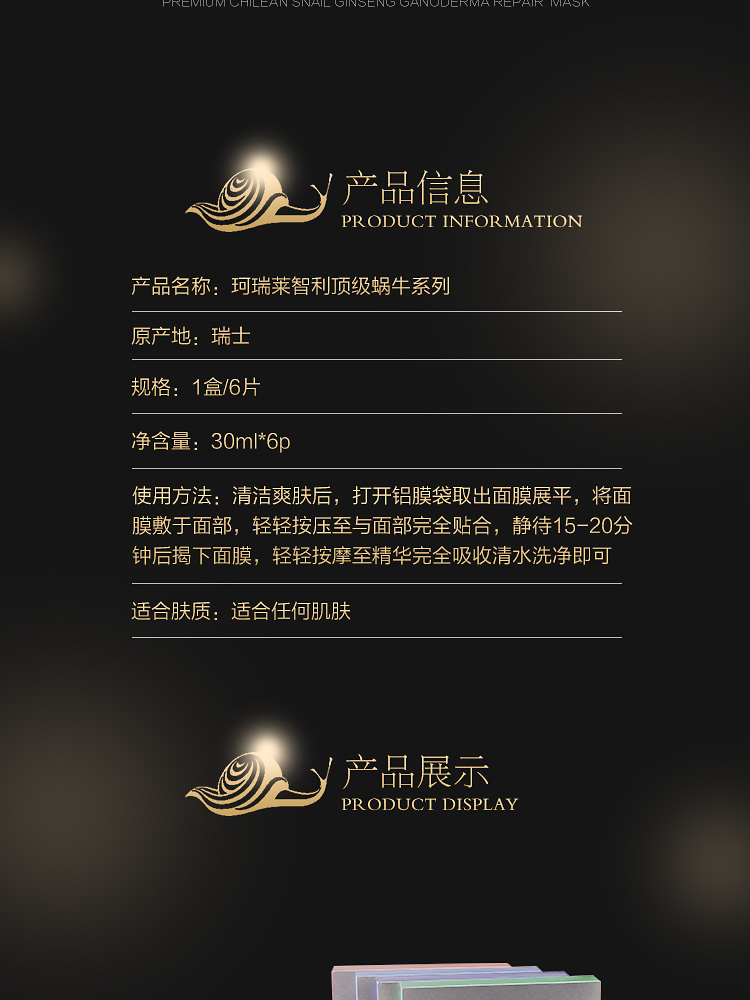 PREMIUM CHILEAN SNAIL GINSENG GANODERMA REPAIR MASK
产品信息
PRODUCT INFORMATION
产品名称：珂瑞莱智利顶级蜗牛系列
原产地：瑞士
规格：1盒/6片
净含量：30ml*6p
使用方法：清洁爽肤后，打开铝膜袋取出面膜展平，将面
膜敷于面部，轻轻按压至与面部完全贴合，静待15-20分
钟后揭下面膜，轻轻按摩至精华完全吸收清水洗净即可
适合肤质：适合任何肌肤
产品展示
PRODUCT DISPLAY